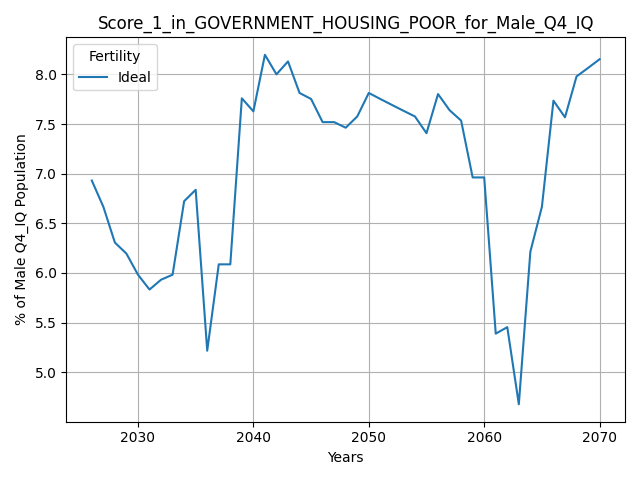 Score_1_in_GOVERNMENT_HOUSING_POOR_for_Male_Q4_IQ
Fertility
Ideal
% of Male Q4_IQ Population
8.0
7.5
7.0
6.5
6.0
5.5
5.0
2030 2040 2050 2060 2070
Years